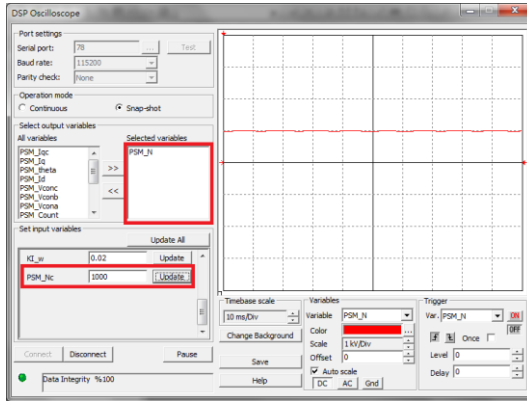 DSP Oscilloscope
Port settings
Serial port: 78 ... Test
Baud rate: 115200
Parity check: None
Operation mode
Continuous Snap-shot
Select output variables
All variables Selected variables
PSM_Iqc
PSM_Iq
PSM_theta
PSM_Id
PSM_Vconc
PSM_Vconb
PSM_Vcona
PSM_Count
>>
<<
PSM_N
Set input variables
Update All
KI_w 0.02 Update
PSM_Nc 1000 Update
Connect Disconnect Pause
Data Integrity %100
Timebase scale
10 ms/Div
Change Background
Save
Help
Variables
Variable PSM_N
Color ...
Scale 1 kV/Div
Offset 0
Auto scale
DC AC Gnd
Trigger
Var. PSM_N ON
OFF
Once
Level 0
Delay 0